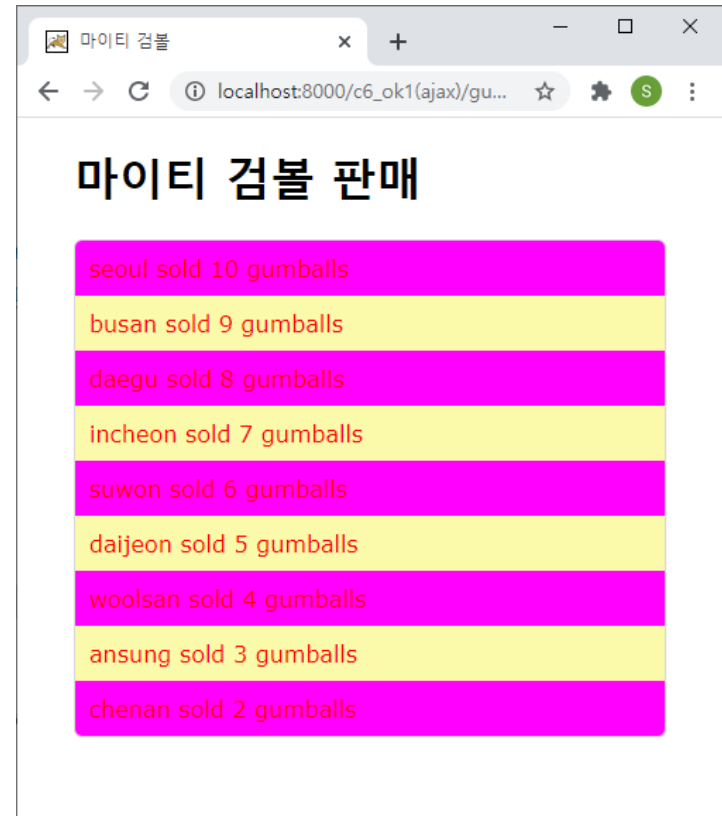 마이티 검볼
localhost:8000/c6_ok1(ajax)/gu...
S
마이티 검볼 판매
seoul sold 10 gumballs
busan sold 9 gumballs
daegu sold 8 gumballs
incheon sold 7 gumballs
suwon sold 6 gumballs
daijeon sold 5 gumballs
woolsan sold 4 gumballs
ansung sold 3 gumballs
chenan sold 2 gumballs